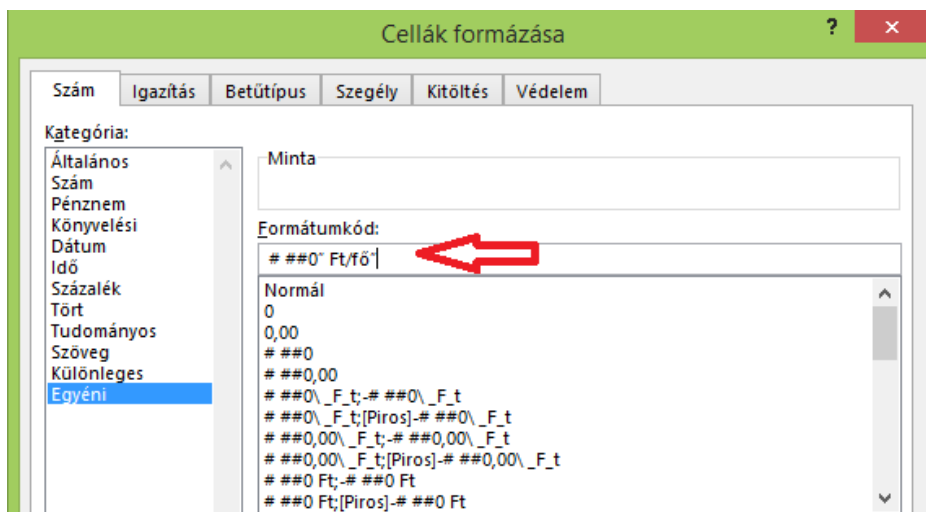 Cellák formázása
?
×
Szám Igazítás Betűtípus Szegély Kitöltés Védelem
Kategória:
Általános
Szám
Pénznem
Könyvelési
Dátum
Idő
Százalék
Tört
Tudományos
Szöveg
Különleges
Egyéni
Minta
Formátumkód:
# ##0" Ft/fő"
Normál
0
0,00
# ##0
# ##0,00
# ##0\ _F_t;-# ##0\ _F_t
# ##0\ _F_t;[Piros]-# ##0\ _F_t
# ##0,00\ _F_t;-# ##0,00\ _F_t
# ##0,00\ _F_t;[Piros]-# ##0,00\ _F_t
# ##0 Ft;-# ##0 Ft
# ##0 Ft;[Piros]-# ##0 Ft